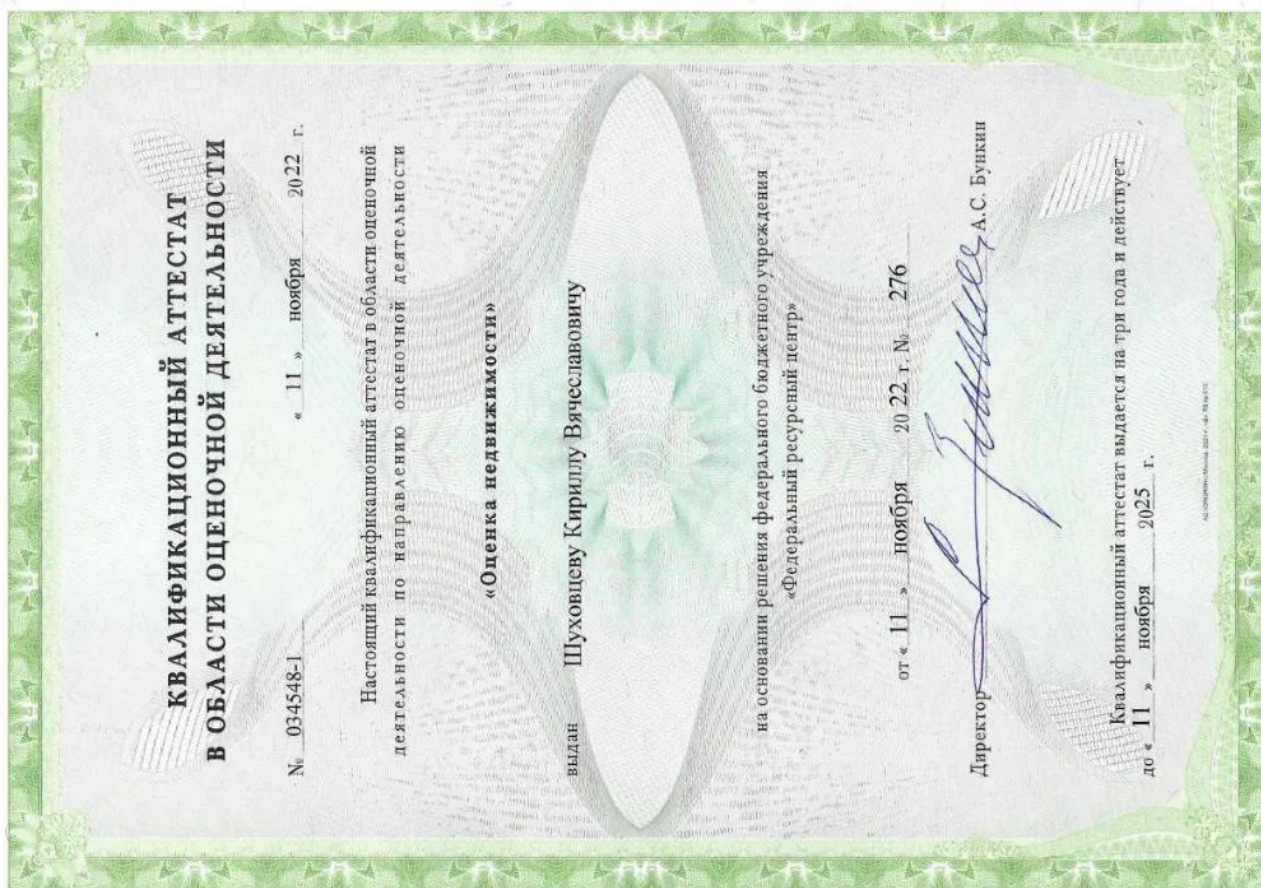 КВАЛИФИКАЦИОННЫЙ АТТЕСТАТ
В ОБЛАСТИ ОЦЕНОЧНОЙ ДЕЯТЕЛЬНОСТИ
№ 034548-1 « 11 » ноября 2022 г.
Настоящий квалификационный аттестат в области оценочной
деятельности по направлению оценочной деятельности
«Оценка недвижимости»
выдан Шуховцеву Кириллу Вячеславовичу
на основании решения федерального бюджетного учреждения
«Федеральный ресурсный центр»
от « 11 » ноября 2022 г. № 276
Директор А.С. Бункин
Квалификационный аттестат выдается на три года и действует
до « 11 » ноября 2025 г.